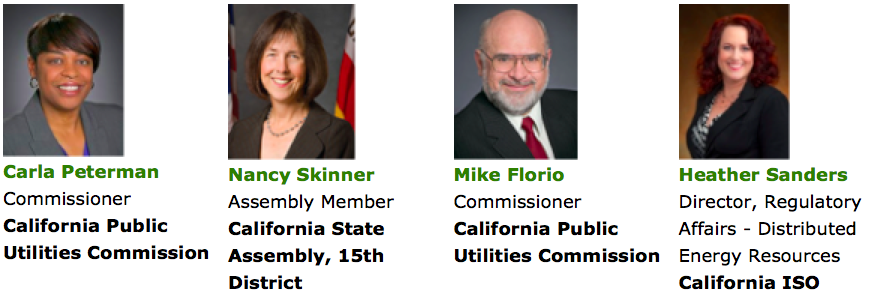 Carla Peterman
Commissioner
California Public
Utilities Commission
Nancy Skinner
Assembly Member
California State
Assembly, 15th
District
Mike Florio
Commissioner
California Public
Utilities Commission
Heather Sanders
Director, Regulatory
Affairs - Distributed
Energy Resources
California ISO